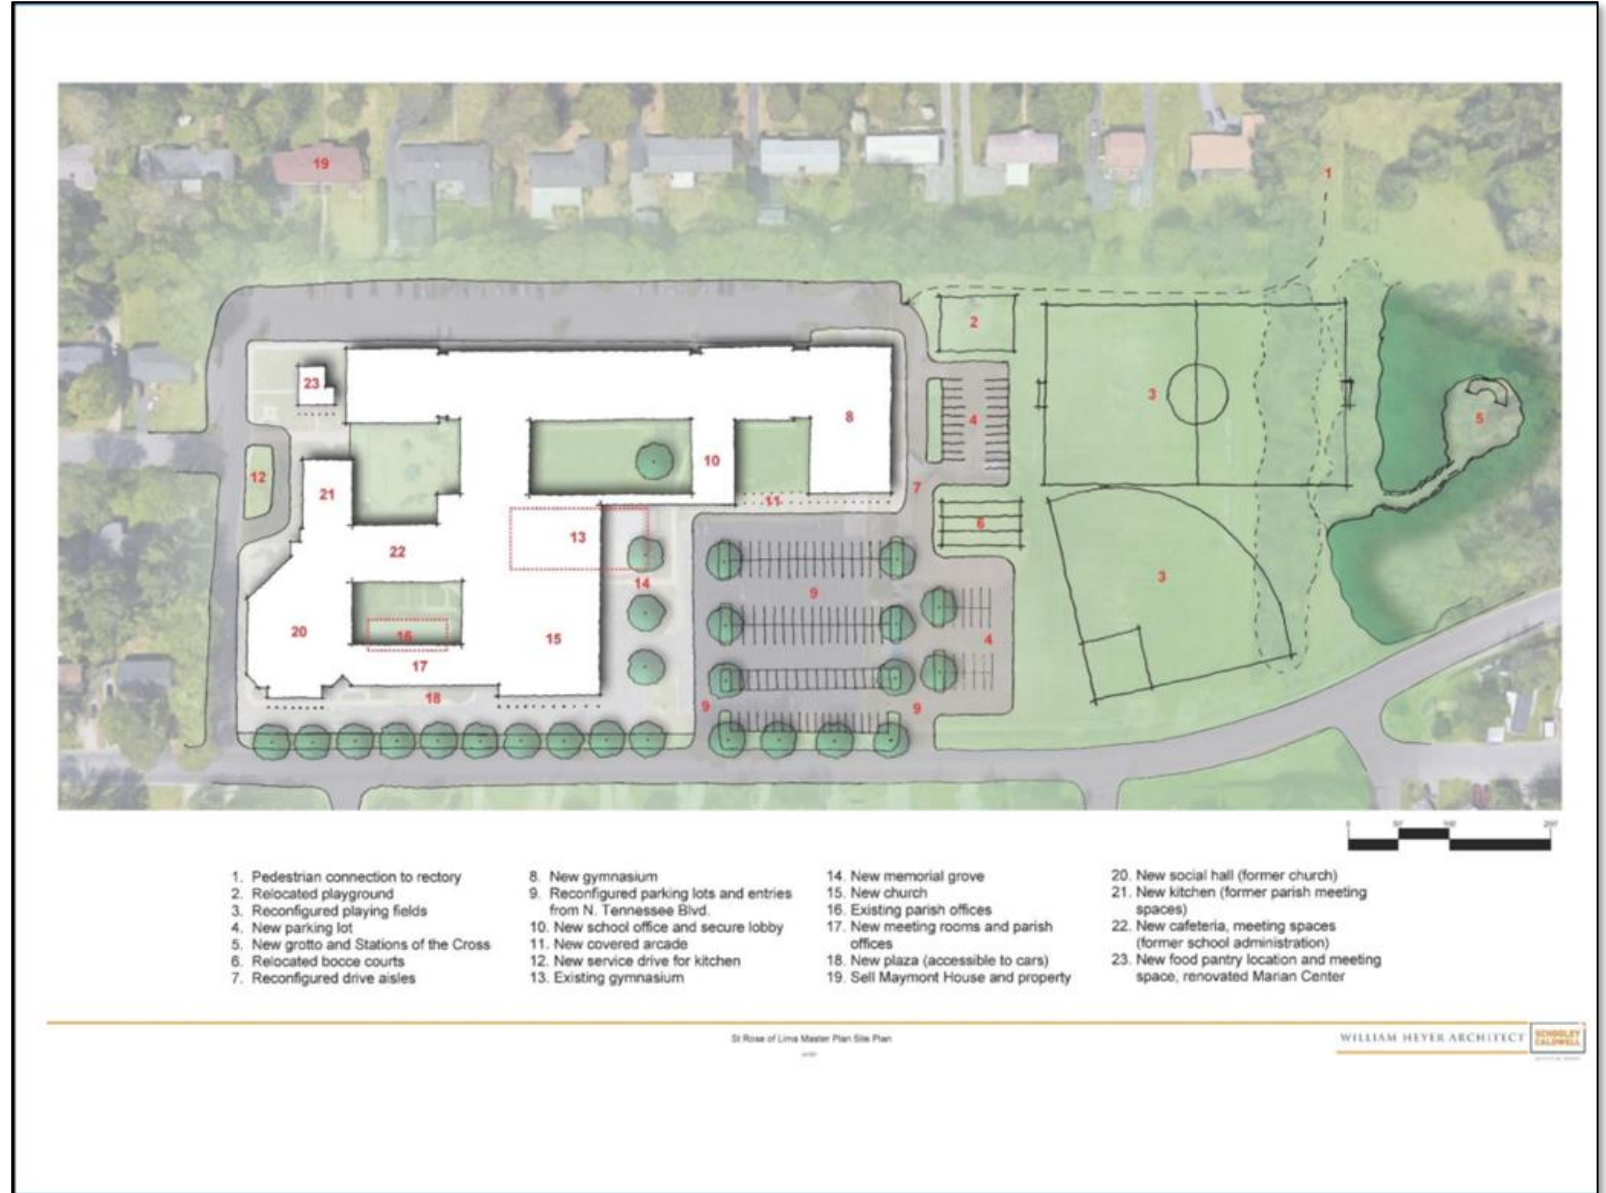 19
1
2
23
3
8
4
5
10
12
21
7
11
6
13
22
14
3
9
20
16
15
4
17
18
9
9
0 50' 100' 200'
1. Pedestrian connection to rectory
2. Relocated playground
3. Reconfigured playing fields
4. New parking lot
5. New grotto and Stations of the Cross
6. Relocated bocce courts
7. Reconfigured drive aisles
8. New gymnasium
9. Reconfigured parking lots and entries
from N. Tennessee Blvd.
10. New school office and secure lobby
11. New covered arcade
12. New service drive for kitchen
13. Existing gymnasium
14. New memorial grove
15. New church
16. Existing parish offices
17. New meeting rooms and parish
offices
18. New plaza (accessible to cars)
19. Sell Maymont House and property
20. New social hall (former church)
21. New kitchen (former parish meeting
spaces)
22. New cafeteria, meeting spaces
(former school administration)
23. New food pantry location and meeting
space, renovated Marian Center
St Rose of Lima Master Plan Site Plan
WILLIAM HEYER ARCHITECT
SCHOOLEY
CALDWELL